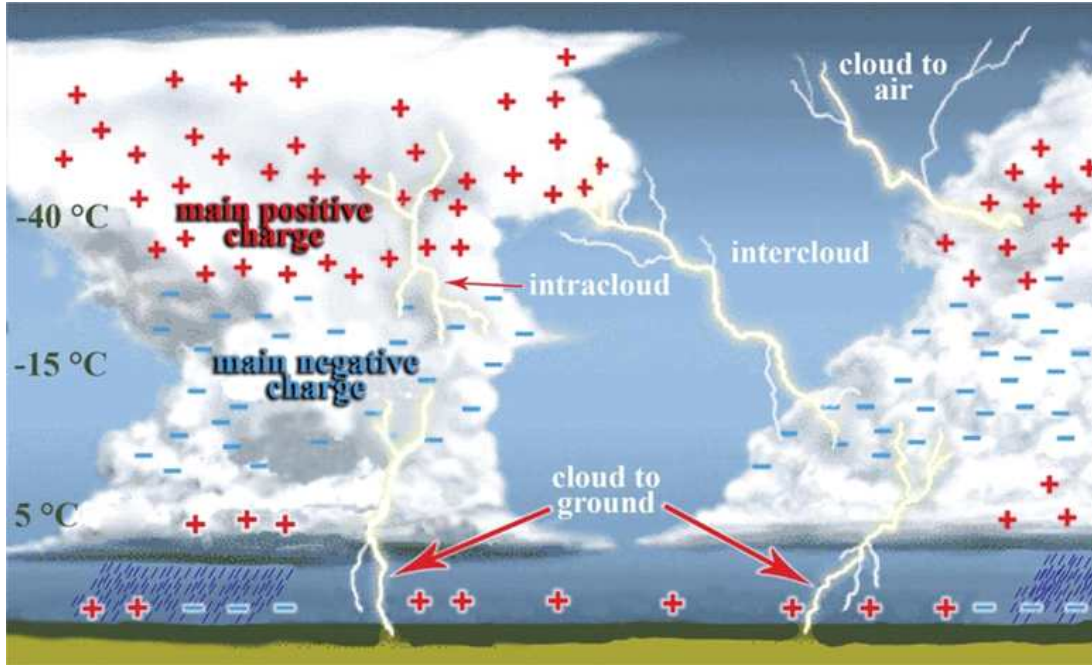 cloud to
air
-40 °C
main positive
charge
intercloud
intracloud
-15 °C
main negative
charge
cloud to
ground
5 °C